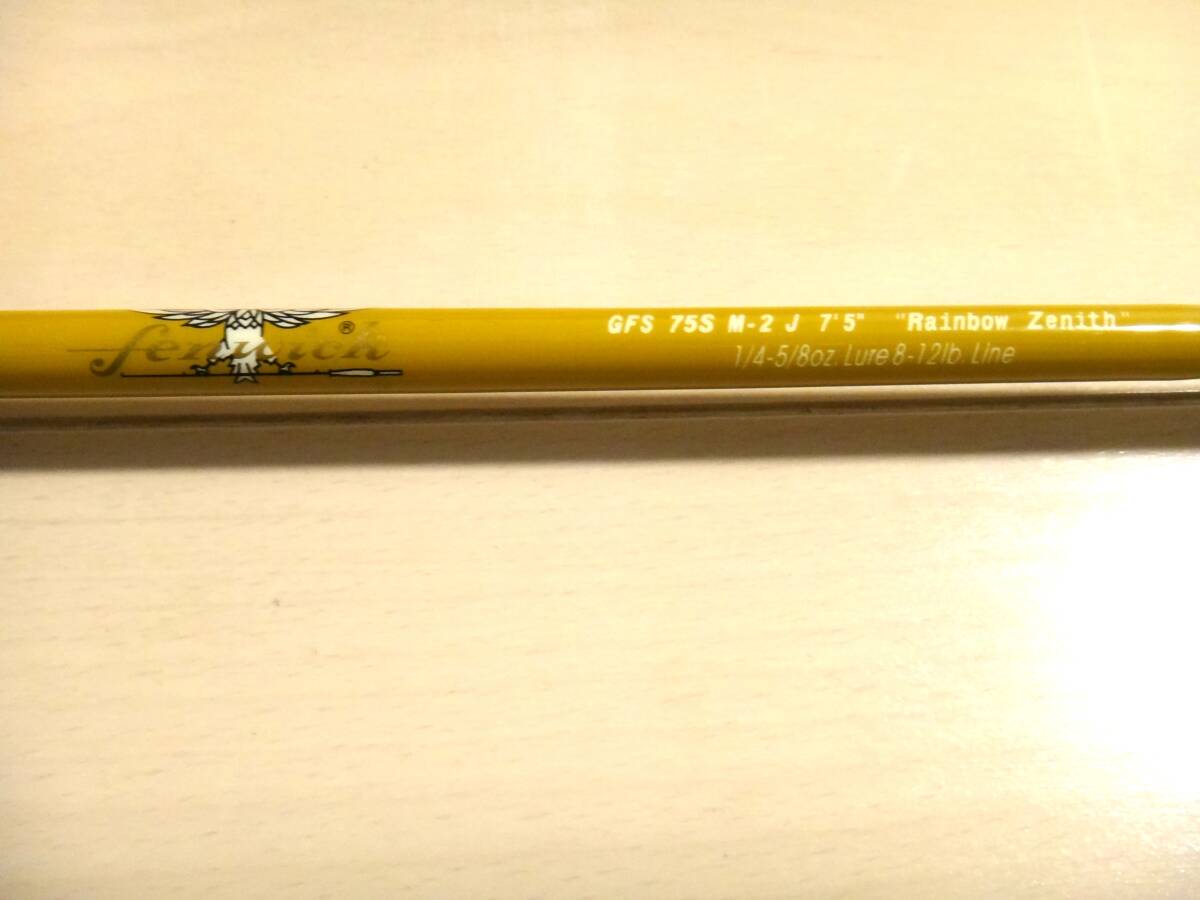 fenwick®
GFS 75S M-2 J 7'5" "Rainbow Zenith"
1/4-5/8oz. Lure 8-12lb. Line